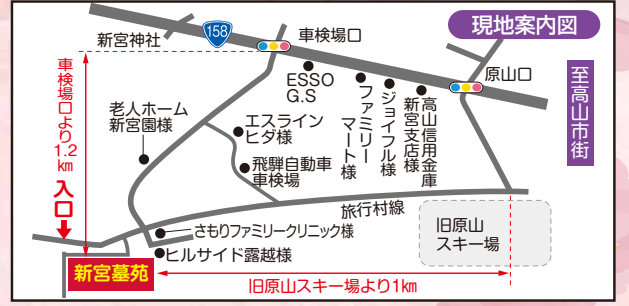 現地案内図
158
車検場口
新宮神社
原山口
至高山市街
ESSO
G.S
ファミリー
マート様
ジョイフル様
高山信用金庫
新宮支店様
車検場口より1.2km
老人ホーム
新宮園様
エスライン
ヒダ様
飛騨自動車
車検場
入口
旅行村線
旧原山
スキー場
さもりファミリークリニック様
ヒルサイド露越様
新宮墓苑
旧原山スキー場より1km